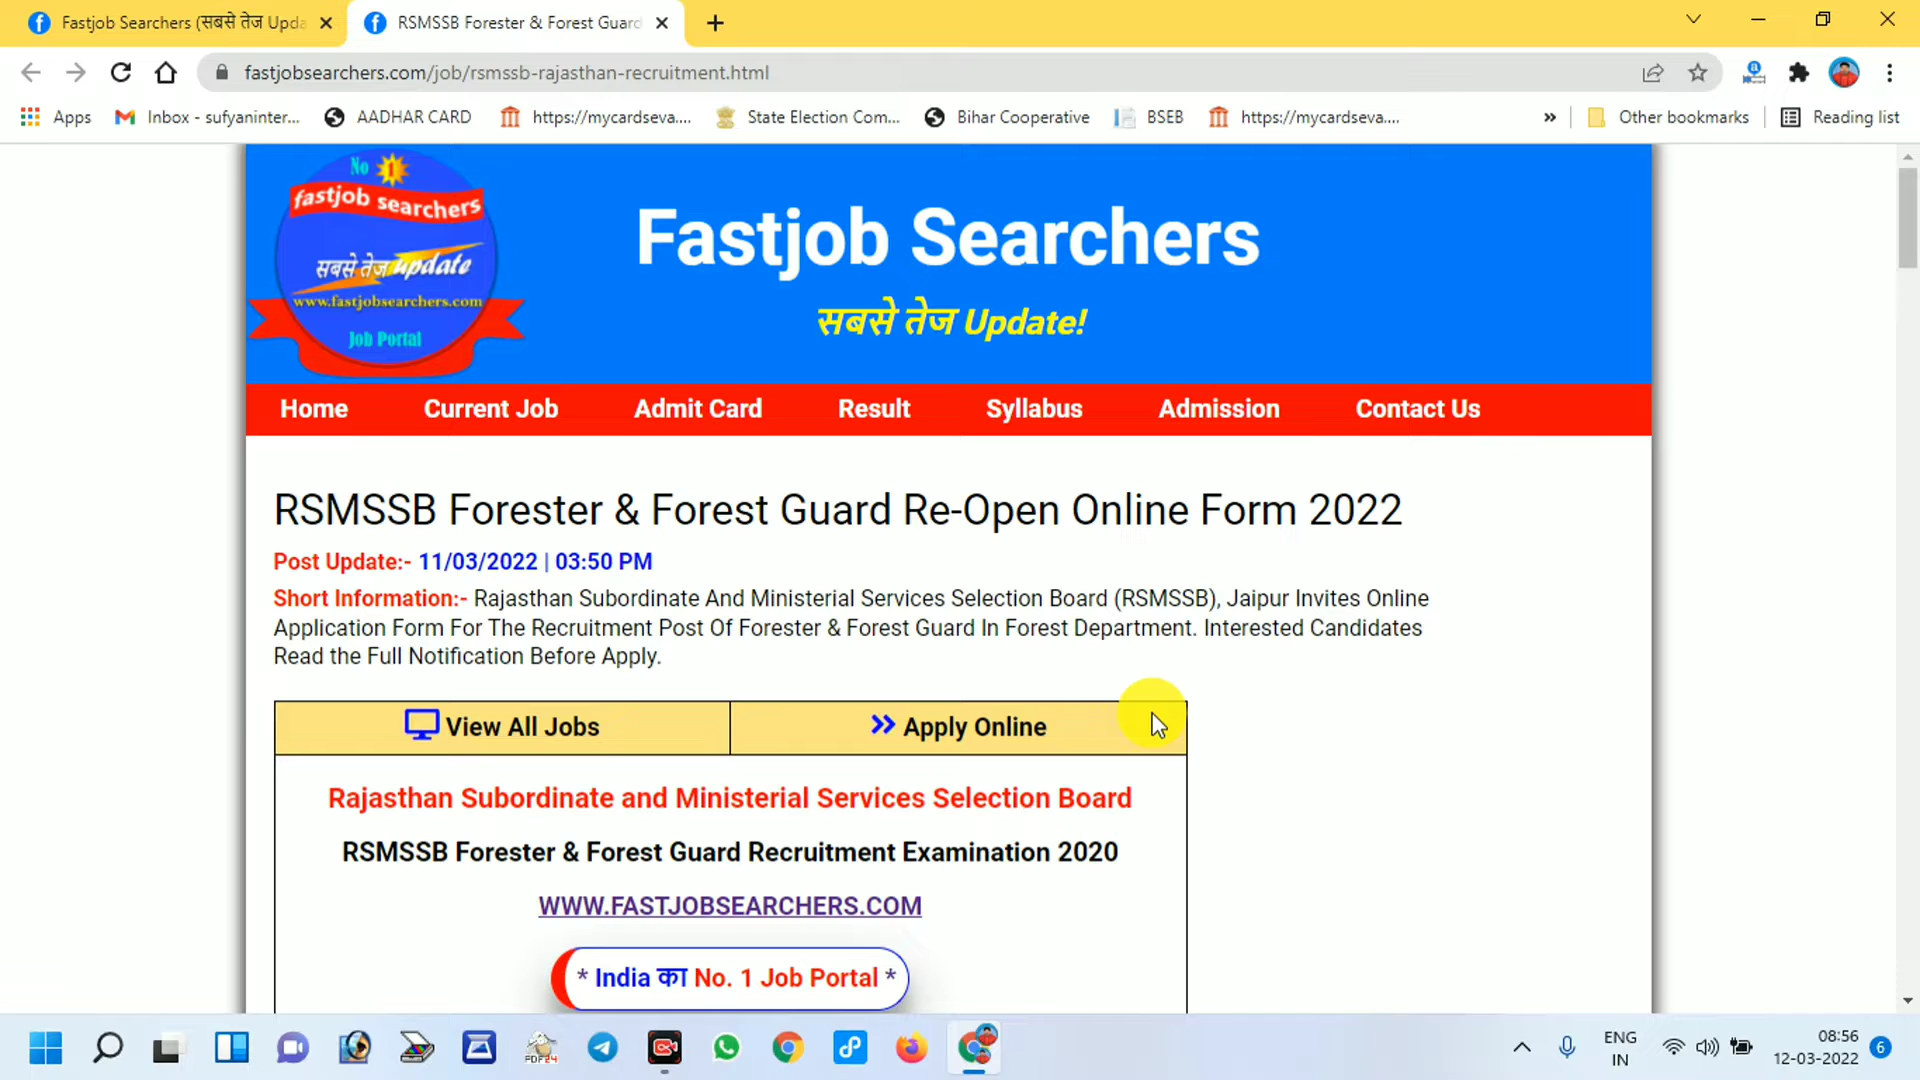 Fastjob Searchers (सबसे तेज Upda
RSMSSB Forester & Forest Guard
fastjobsearchers.com/job/rsmssb-rajasthan-recruitment.html
Apps
Inbox - sufyaninter...
AADHAR CARD
https://mycardseva....
State Election Com...
Bihar Cooperative
BSEB
https://mycardseva....
»
Other bookmarks
Reading list
No 1
fastjob searchers
सबसे तेज update
www.fastjobsearchers.com
Job Portal
Fastjob Searchers
सबसे तेज Update!
Home
Current Job
Admit Card
Result
Syllabus
Admission
Contact Us
RSMSSB Forester & Forest Guard Re-Open Online Form 2022
Post Update:- 11/03/2022 | 03:50 PM
Short Information:- Rajasthan Subordinate And Ministerial Services Selection Board (RSMSSB), Jaipur Invites Online
Application Form For The Recruitment Post Of Forester & Forest Guard In Forest Department. Interested Candidates
Read the Full Notification Before Apply.
View All Jobs
Apply Online
Rajasthan Subordinate and Ministerial Services Selection Board
RSMSSB Forester & Forest Guard Recruitment Examination 2020
WWW.FASTJOBSEARCHERS.COM
* India का No. 1 Job Portal *
PDF24
ENG
IN
08:56
12-03-2022
6